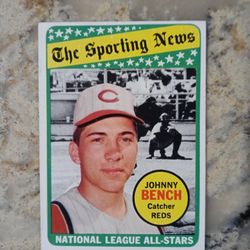 The Sporting News
C
JOHNNY
BENCH
Catcher
REDS
NATIONAL LEAGUE ALL-STARS